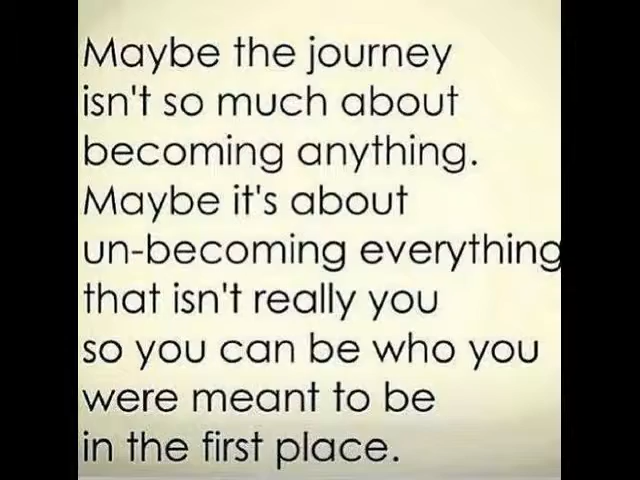 Maybe the journey
isn't so much about
becoming anything.
Maybe it's about
un-becoming everything
that isn't really you
so you can be who you
were meant to be
in the first place.